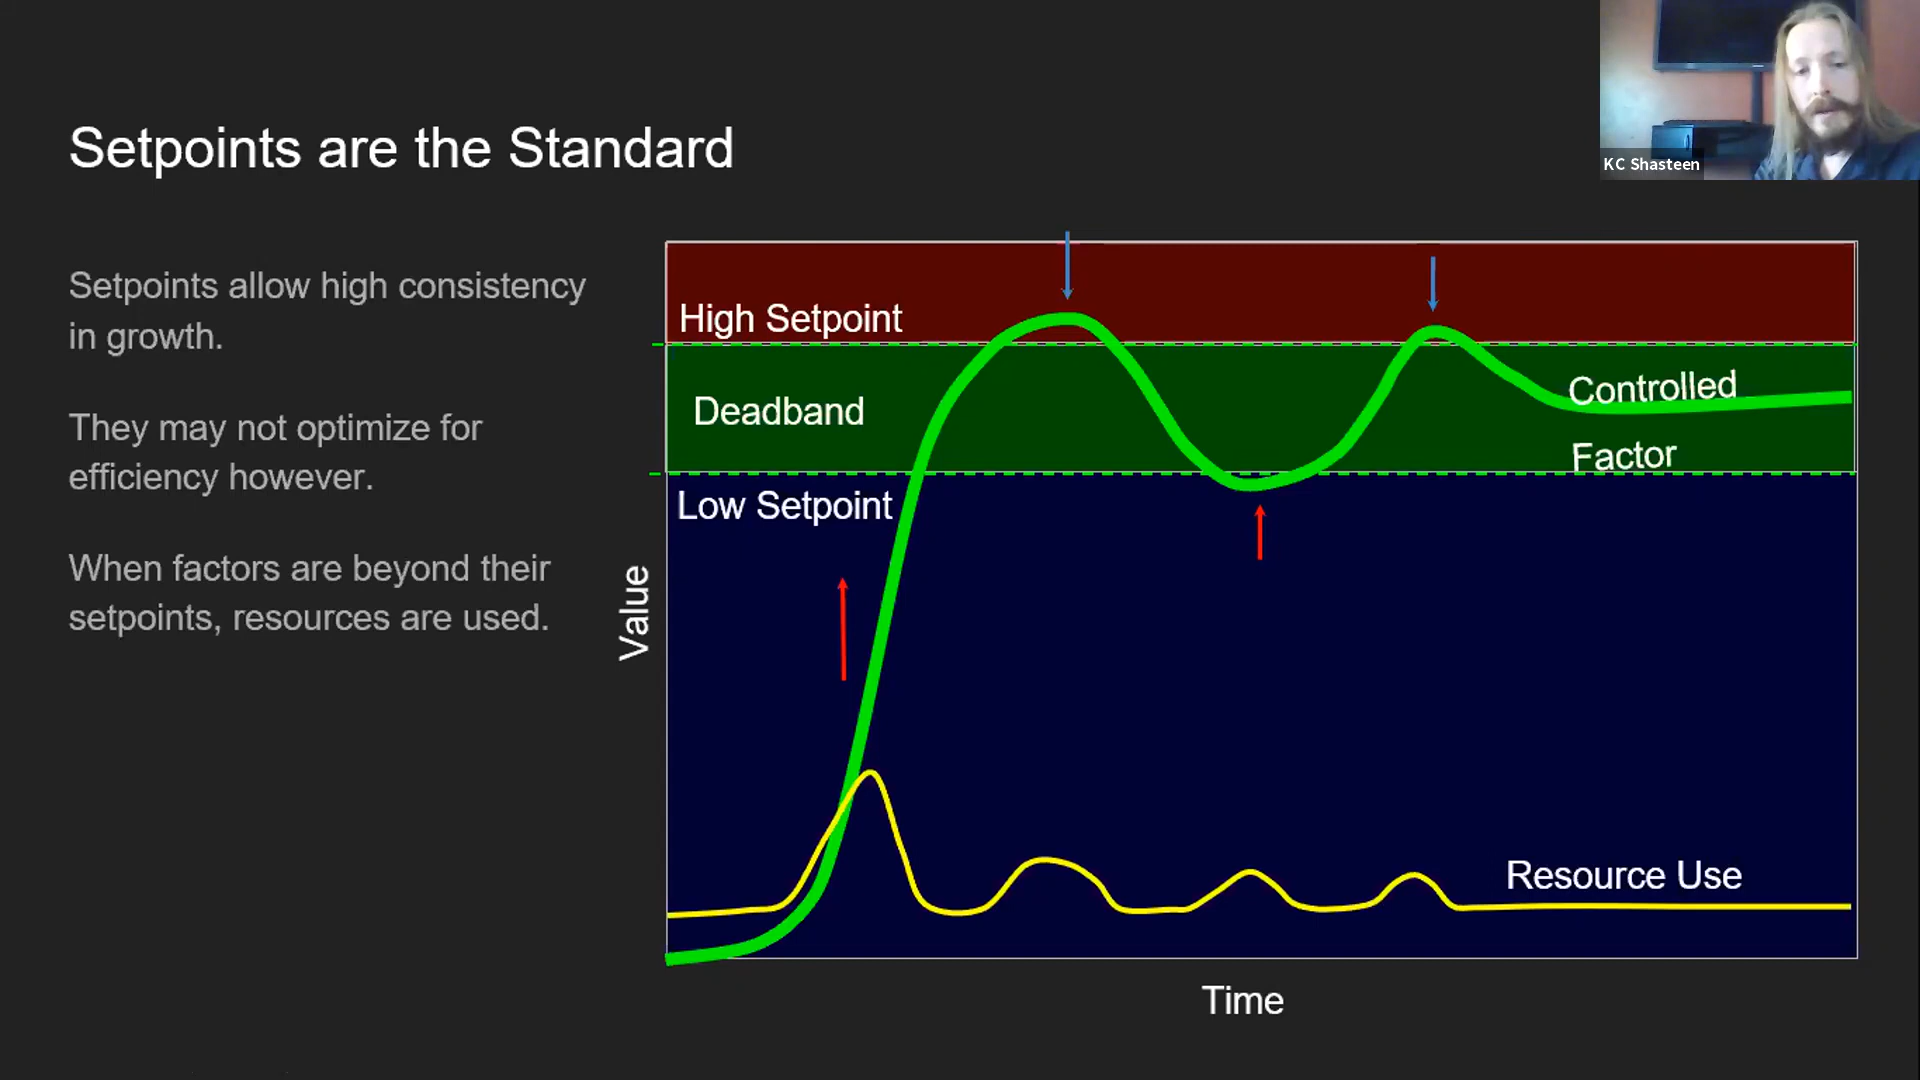 KC Shasteen
Setpoints are the Standard
Setpoints allow high consistency
in growth.
They may not optimize for
efficiency however.
When factors are beyond their
setpoints, resources are used.
High Setpoint
Deadband
Controlled
Factor
Low Setpoint
Value
Resource Use
Time